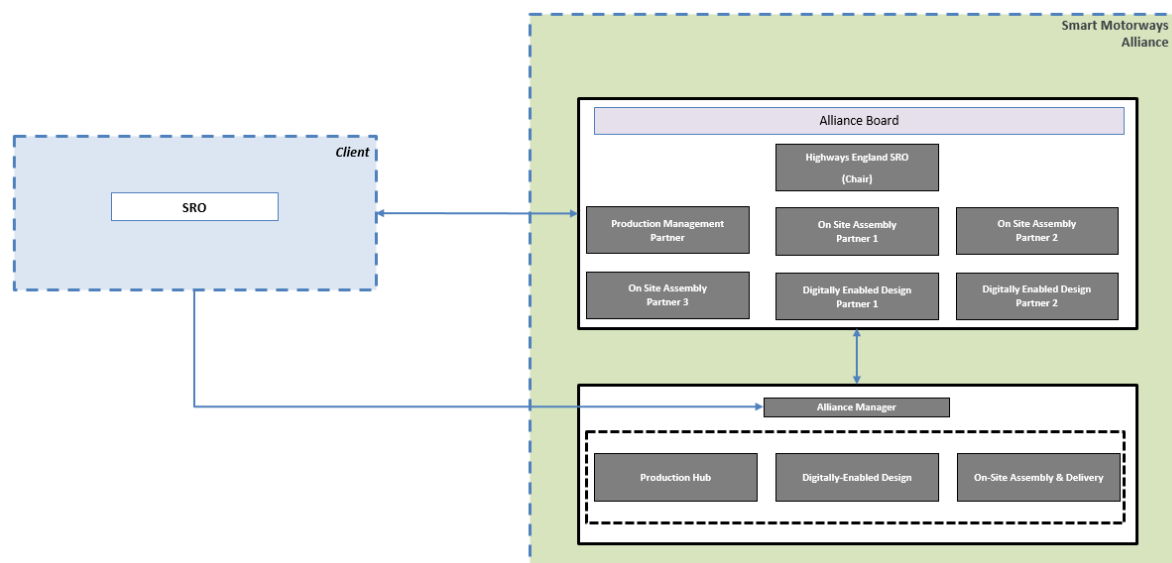 Smart Motorways
Alliance
Alliance Board
Client
Highways England SRO
(Chair)
SRO
Production Management
Partner
On Site Assembly
Partner 1
On Site Assembly
Partner 2
On Site Assembly
Partner 3
Digitally Enabled Design
Partner 1
Digitally Enabled Design
Partner 2
Alliance Manager
Production Hub
Digitally-Enabled Design
On-Site Assembly & Delivery